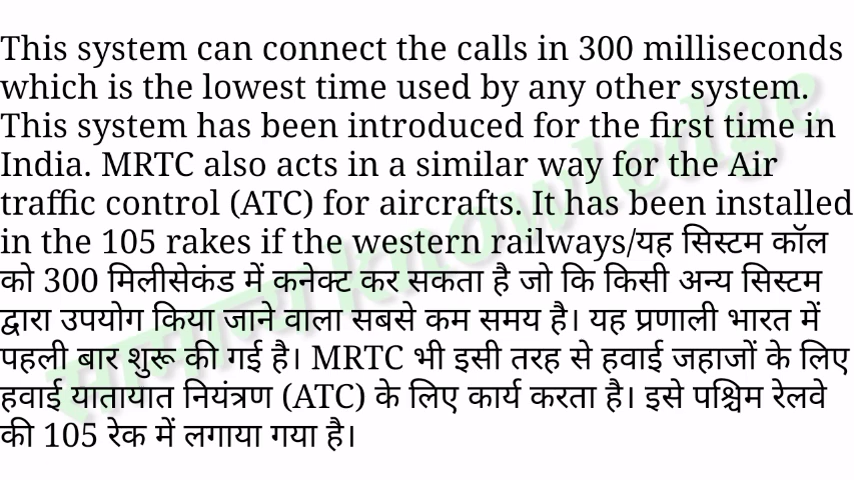 This system can connect the calls in 300 milliseconds
which is the lowest time used by any other system.
This system has been introduced for the first time in
India. MRTC also acts in a similar way for the Air
traffic control (ATC) for aircrafts. It has been installed
in the 105 rakes if the western railways/यह सिस्टम कॉल
को 300 मिलीसेकंड में कनेक्ट कर सकता है जो कि किसी अन्य सिस्टम
द्वारा उपयोग किया जाने वाला सबसे कम समय है। यह प्रणाली भारत में
पहली बार शुरू की गई है। MRTC भी इसी तरह से हवाई जहाजों के लिए
हवाई यातायात नियंत्रण (ATC) के लिए कार्य करता है। इसे पश्चिम रेलवे
की 105 रेक में लगाया गया है।
सामान्य knowledge